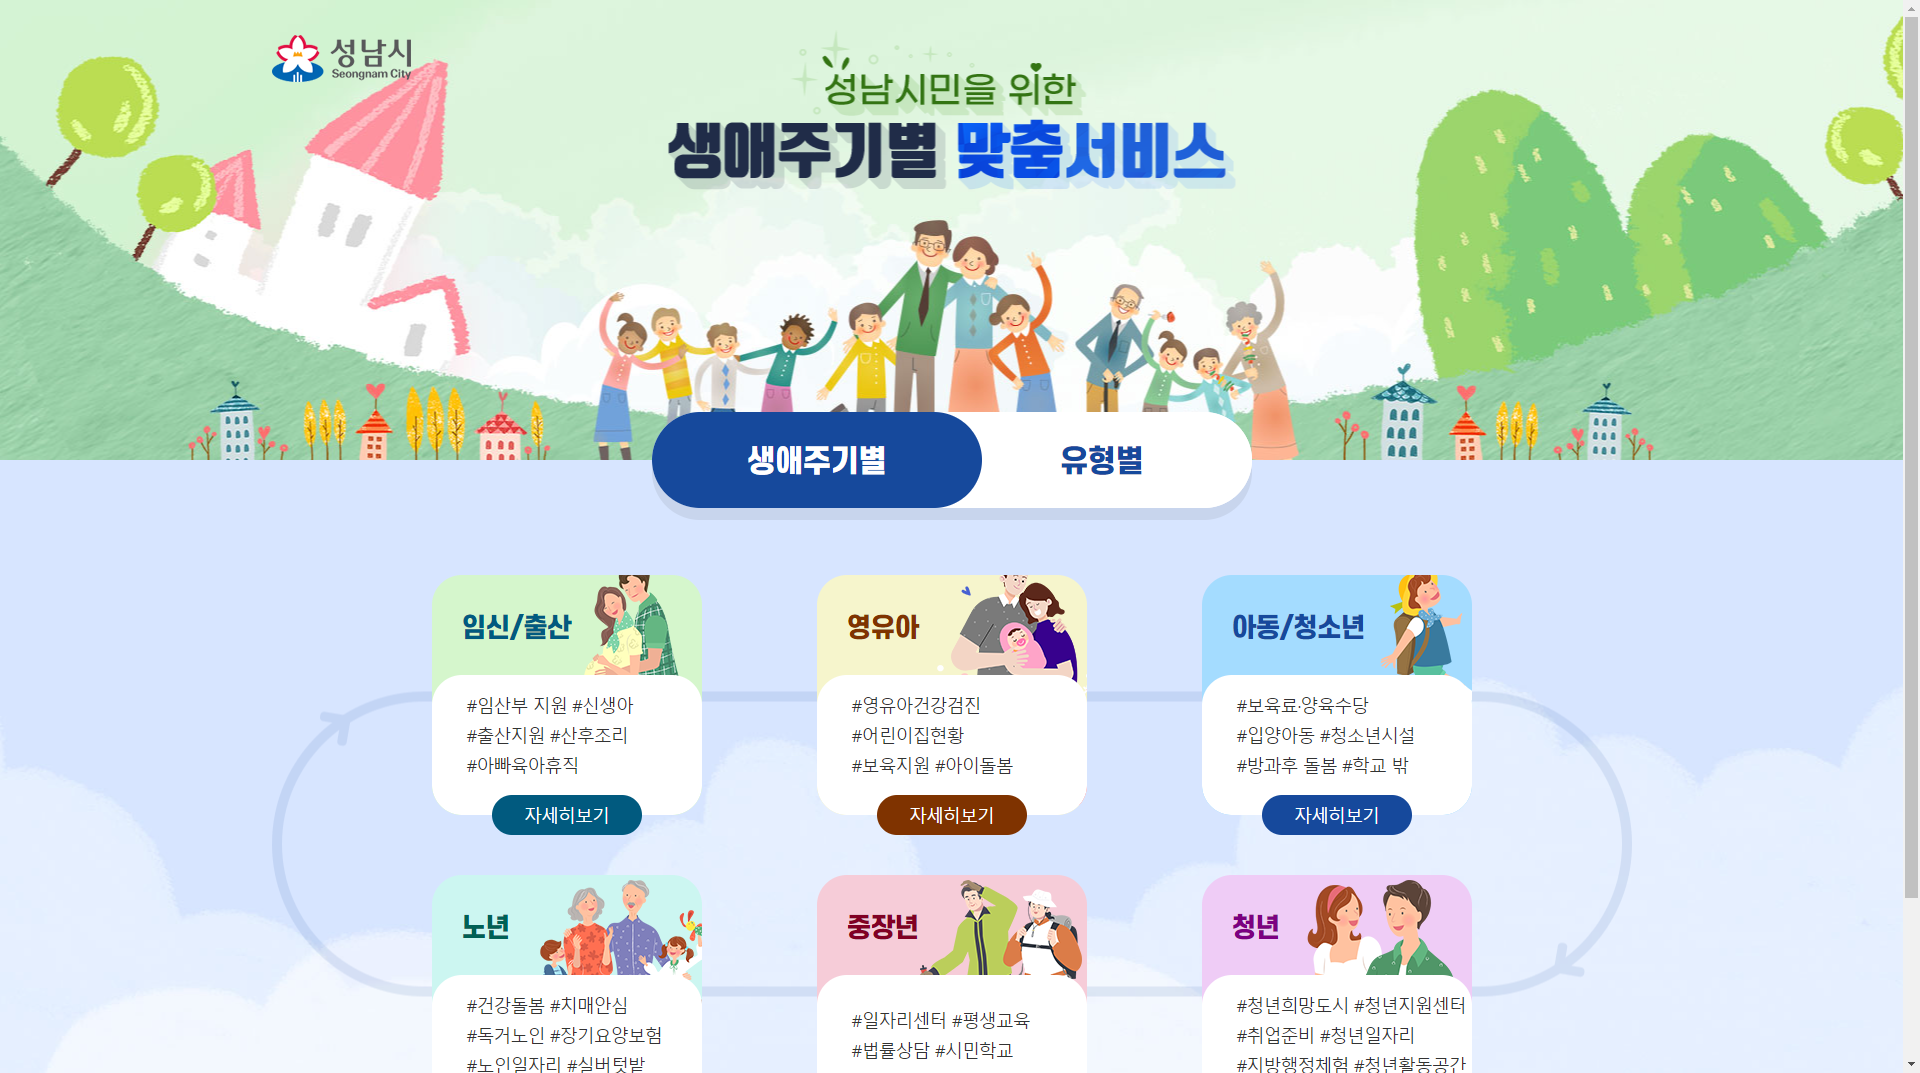 성남시
Seongnam City
성남시민을 위한
생애주기별 맞춤서비스
생애주기별
유형별
임신/출산
#임산부 지원 #신생아
#출산지원 #산후조리
#아빠육아휴직
자세히보기
영유아
#영유아건강검진
#어린이집현황
#보육지원 #아이돌봄
자세히보기
아동/청소년
#보육료·양육수당
#입양아동 #청소년시설
#방과후 돌봄 #학교 밖
자세히보기
노년
#건강돌봄 #치매안심
#독거노인 #장기요양보험
#노인일자리 #실버텃밭
중장년
#일자리센터 #평생교육
#법률상담 #시민학교
청년
#청년희망도시 #청년지원센터
#취업준비 #청년일자리
#지방행정체험 #청년활동공간